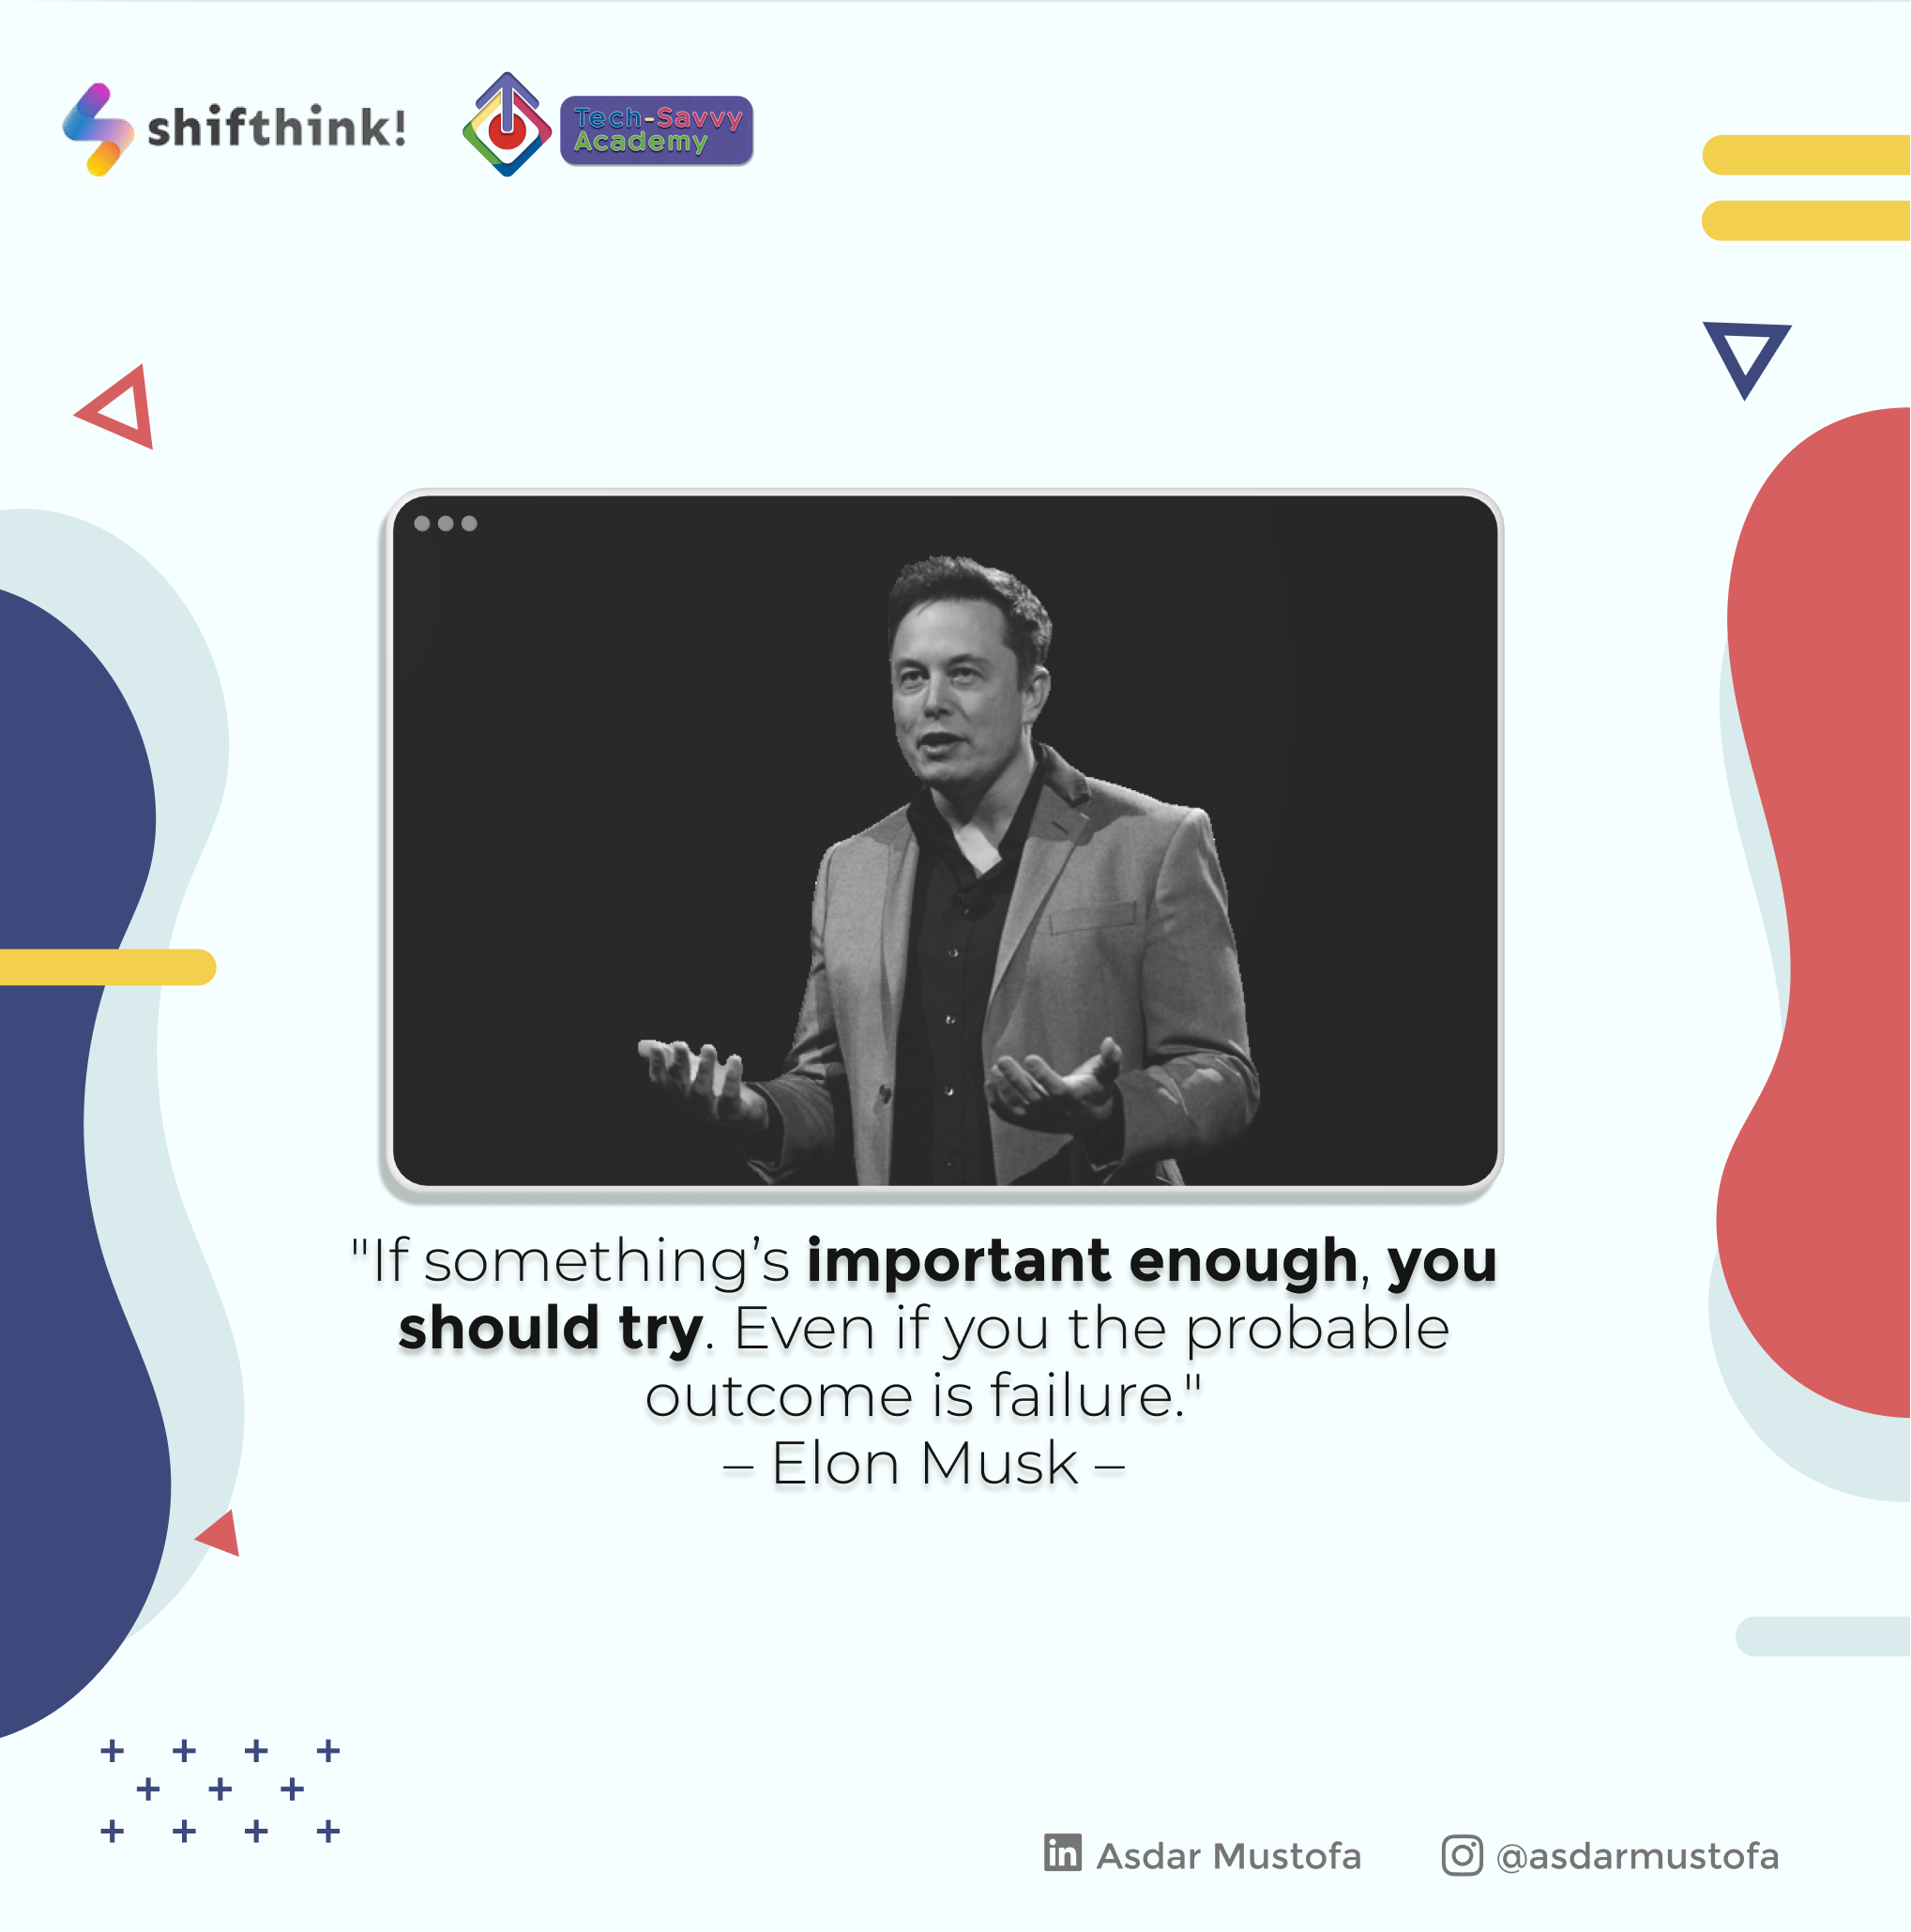 shifthink!
Tech-Savvy
Academy
"If something’s important enough, you
should try. Even if you the probable
outcome is failure."
– Elon Musk –
in Asdar Mustofa
@asdarmustofa